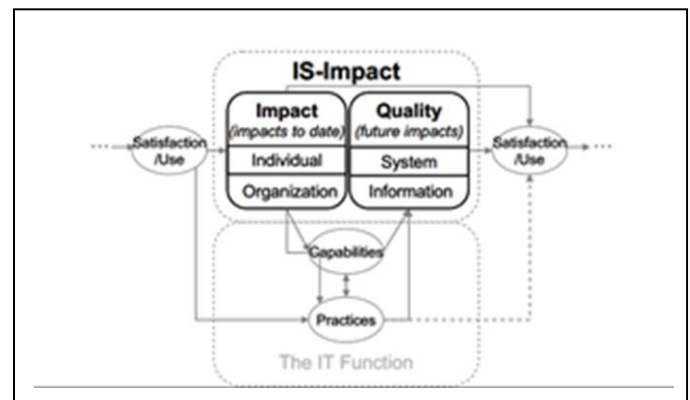 IS-Impact
Impact
(impacts to date)
Individual
Organization
Quality
(future impacts)
System
Information
Satisfaction
/Use
Satisfaction
/Use
Capabilities
Practices
The IT Function